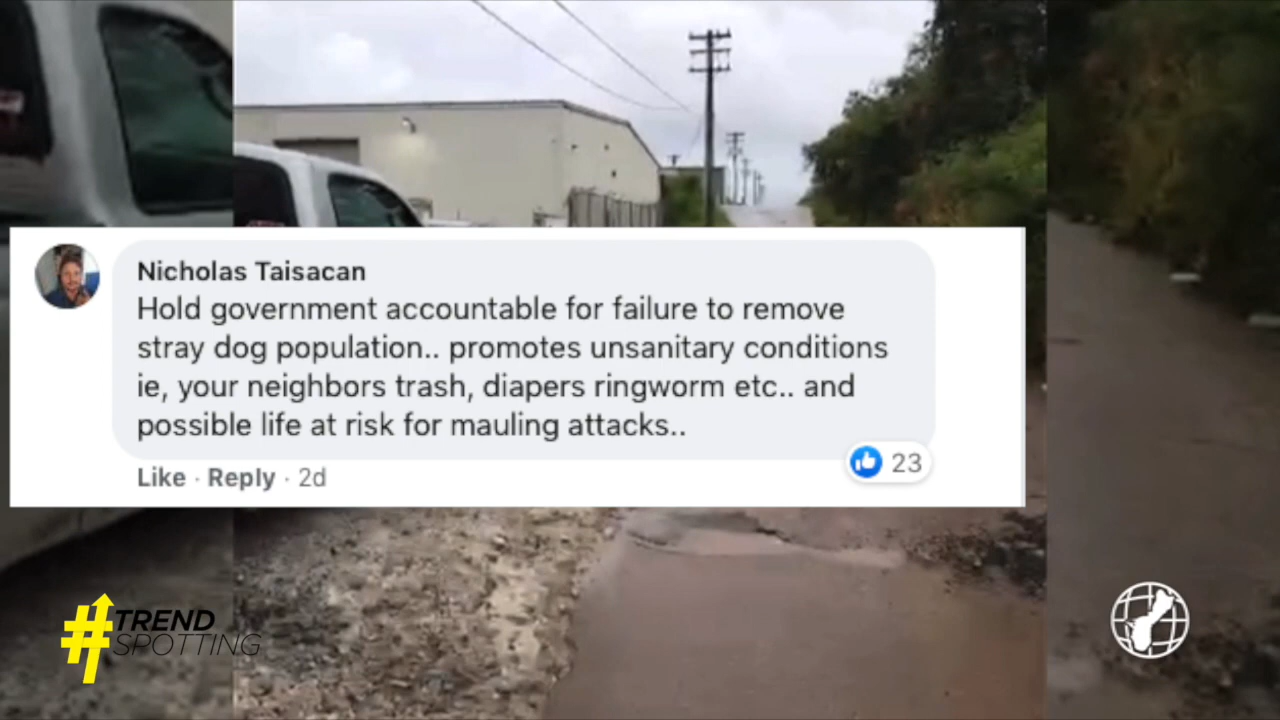 Nicholas Taisacan
Hold government accountable for failure to remove
stray dog population.. promotes unsanitary conditions
ie, your neighbors trash, diapers ringworm etc.. and
possible life at risk for mauling attacks..
Like · Reply · 2d
23
#TREND
SPOTTING